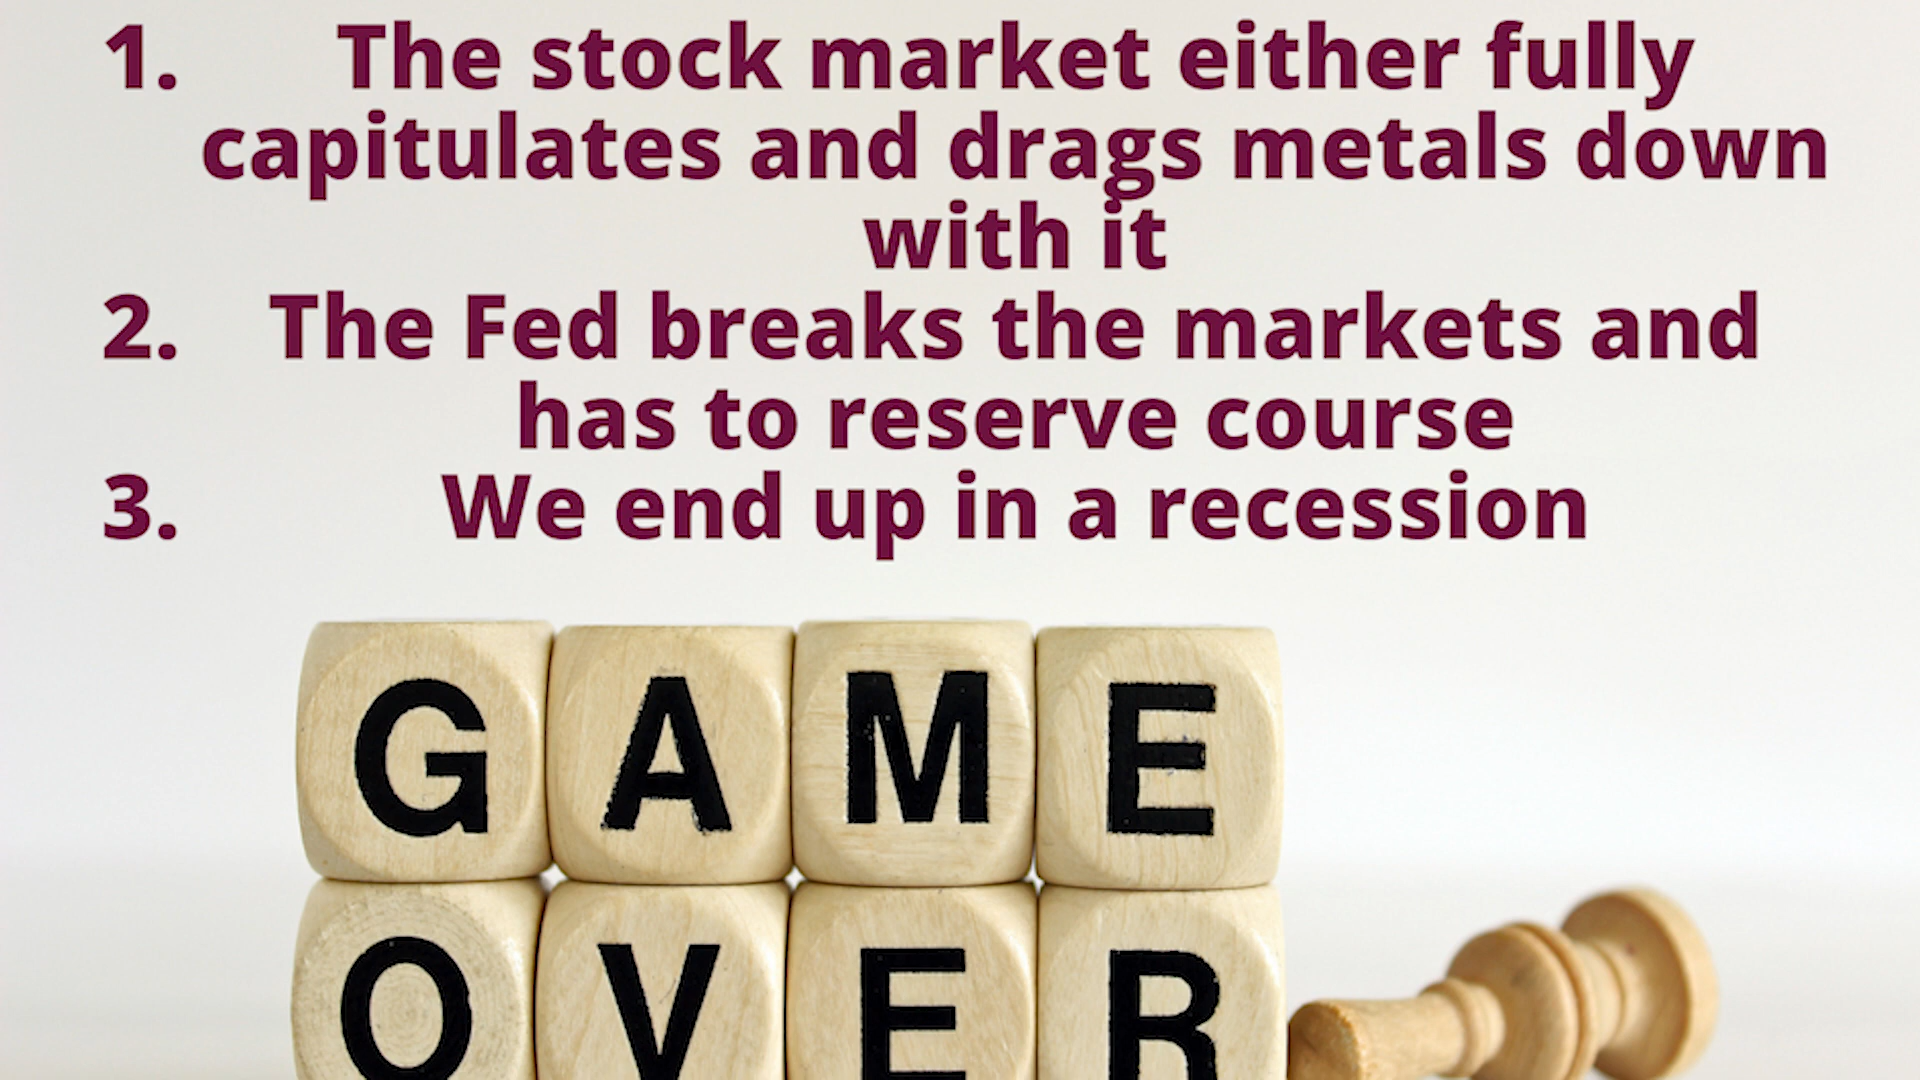 1. The stock market either fully
capitulates and drags metals down
with it
2. The Fed breaks the markets and
has to reserve course
3. We end up in a recession
GAME
OVER